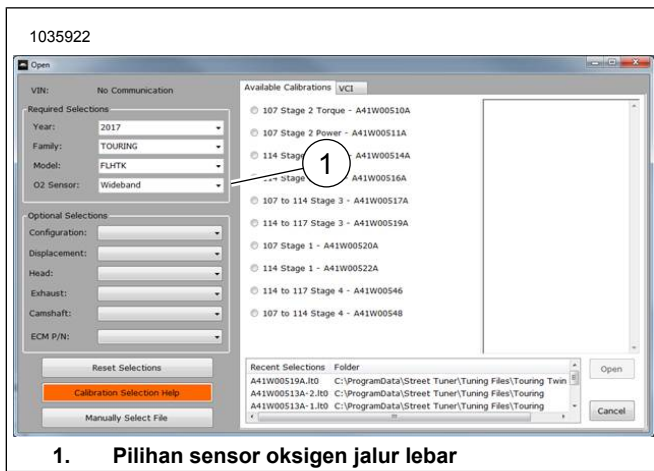 1035922
Open
VIN: No Communication
Required Selections
Year: 2017
Family: TOURING
Model: FLHTK
O2 Sensor: Wideband
Optional Selections
Configuration:
Displacement:
Head:
Exhaust:
Camshaft:
ECM P/N:
Reset Selections
Calibration Selection Help
Manually Select File
Available Calibrations VCI
107 Stage 2 Torque - A41W00510A
107 Stage 2 Power - A41W00511A
114 Stage - A41W00514A
Stage A41W00516A
107 to 114 Stage 3 - A41W00517A
114 to 117 Stage 3 - A41W00519A
107 Stage 1 - A41W00520A
114 Stage 1 - A41W00522A
114 to 117 Stage 4 - A41W00546
107 to 114 Stage 4 - A41W00548
1
Recent Selections Folder
A41W00519A.lt0 C:\ProgramData\Street Tuner\Tuning Files\Touring Twin
A41W00513A-2.lt0 C:\ProgramData\Street Tuner\Tuning Files\Touring
A41W00513A-1.lt0 C:\ProgramData\Street Tuner\Tuning Files\Touring
Open
Cancel
1. Pilihan sensor oksigen jalur lebar